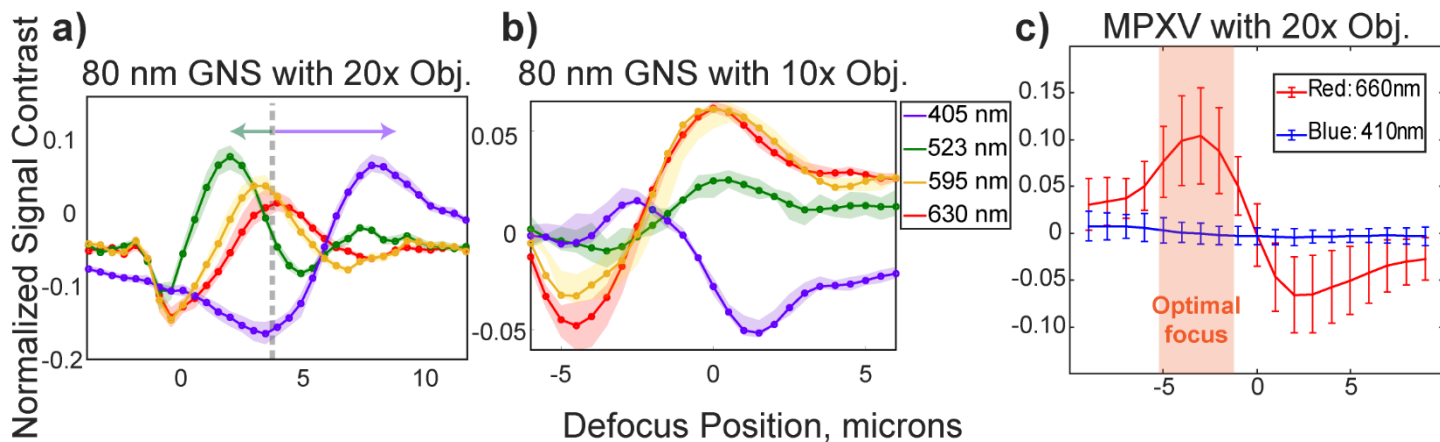 a)
80 nm GNS with 20x Obj.
b)
80 nm GNS with 10x Obj.
c)
MPXV with 20x Obj.
Normalized Signal Contrast
0.1
0
-0.1
-0.2
0
5
10
0.05
0
-0.05
-5
0
5
405 nm
523 nm
595 nm
630 nm
0.15
0.10
0.05
0
-0.05
-0.10
-5
0
5
Red: 660nm
Blue: 410nm
Optimal
focus
Defocus Position, microns